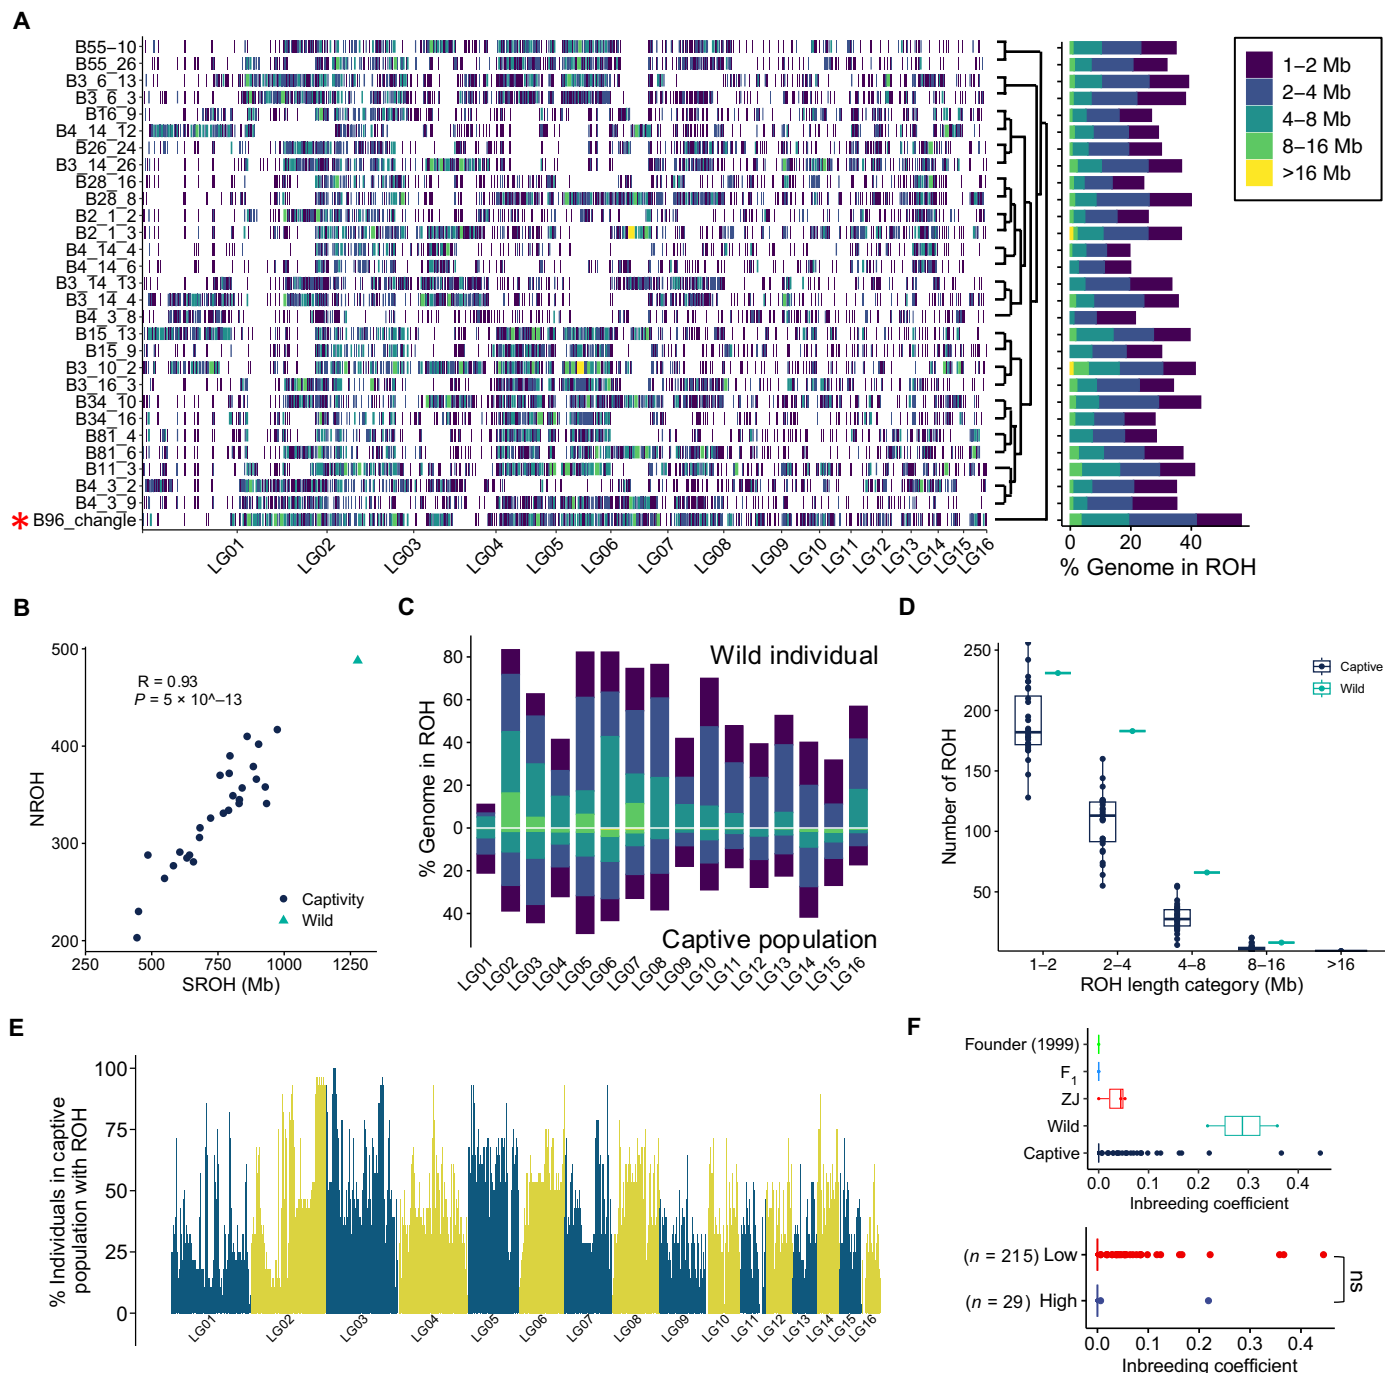 A
B55−10
B55_26
B3_6_13
B3_6_3
B16_9
B4_14_12
B26_24
B3_14_26
B28_16
B28_8
B2_1_2
B2_1_3
B4_14_4
B4_14_6
B3_14_13
B3_14_4
B4_3_8
B15_13
B15_9
B3_10_2
B3_16_3
B34_10
B34_16
B81_4
B81_6
B11_3
B4_3_2
B4_3_9
* B96_changle
LG01 LG02 LG03 LG04 LG05 LG06 LG07 LG08 LG09 LG10 LG11 LG12 LG13 LG14 LG15 LG16
0 20 40
% Genome in ROH
1−2 Mb
2−4 Mb
4−8 Mb
8−16 Mb
>16 Mb
B
500
400
300
200
NROH
R = 0.93
P = 5 × 10^−13
Captivity
Wild
250 500 750 1000 1250
SROH (Mb)
C
80
60
40
20
0
20
40
% Genome in ROH
Wild individual
Captive population
LG01 LG02 LG03 LG04 LG05 LG06 LG07 LG08 LG09 LG10 LG11 LG12 LG13 LG14 LG15 LG16
D
250
200
150
100
50
Number of ROH
Captive
Wild
1−2 2−4 4−8 8−16 >16
ROH length category (Mb)
E
100
75
50
25
0
% Individuals in captive
population with ROH
LG01 LG02 LG03 LG04 LG05 LG06 LG07 LG08 LG09 LG10 LG11 LG12 LG13 LG14 LG15 LG16
F
Founder (1999)
F1
ZJ
Wild
Captive
0.0 0.1 0.2 0.3 0.4
Inbreeding coefficient
(n = 215) Low
(n = 29) High
ns
0.0 0.1 0.2 0.3 0.4
Inbreeding coefficient